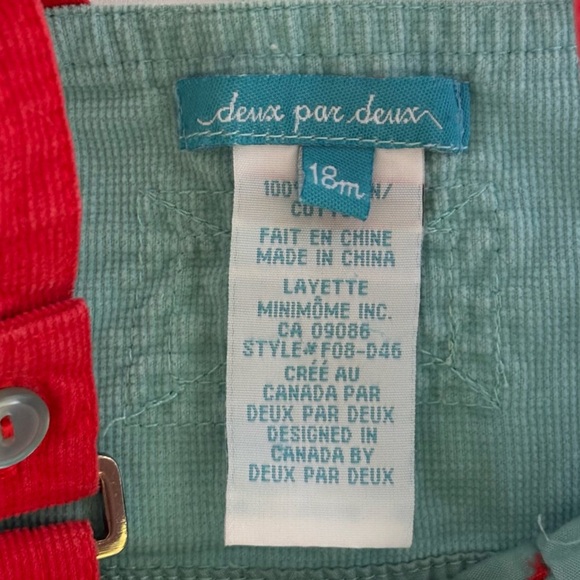 deux par deux
18m
100%
FAIT EN CHINE
MADE IN CHINA
LAYETTE
MINIMÔME INC.
CA 09086
STYLE#F08-D46
CRÉÉ AU
CANADA PAR
DEUX PAR DEUX
DESIGNED IN
CANADA BY
DEUX PAR DEUX